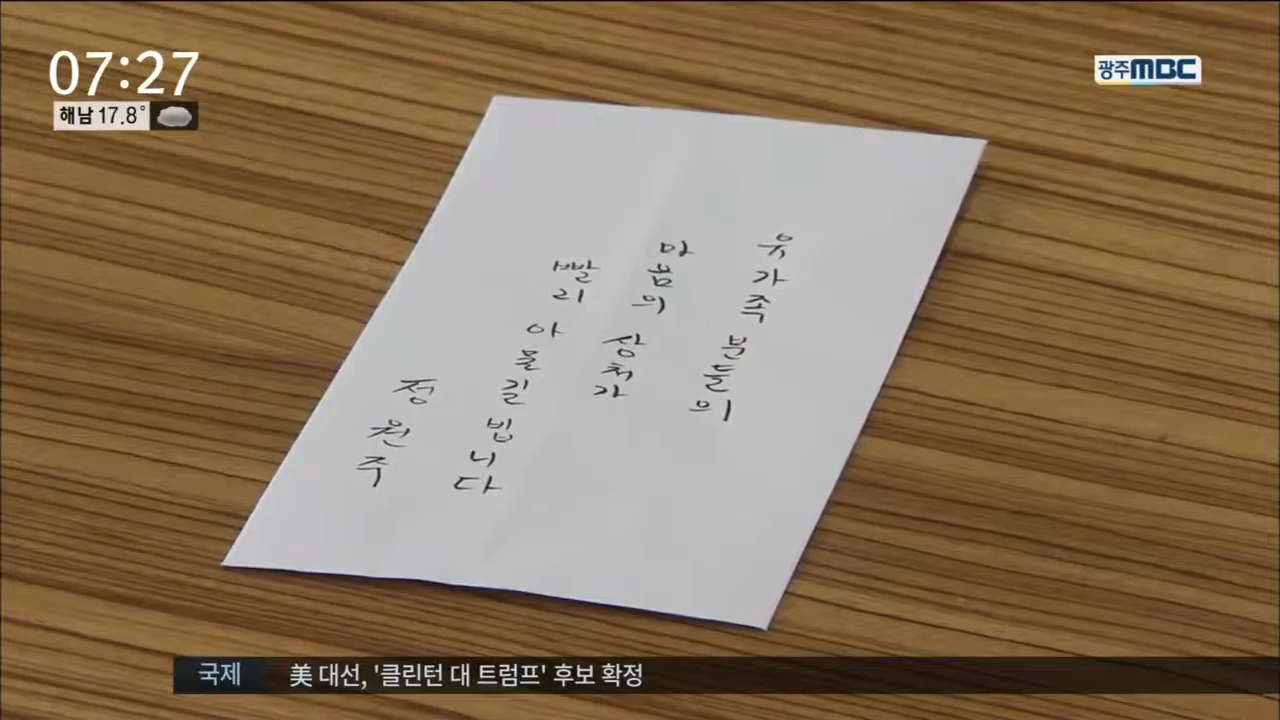 07:27
해남 17.8°
광주MBC
유가족분들의
마음의 상처가
빨리 아물길 빕니다
정원주
국제 美 대선, '클린턴 대 트럼프' 후보 확정